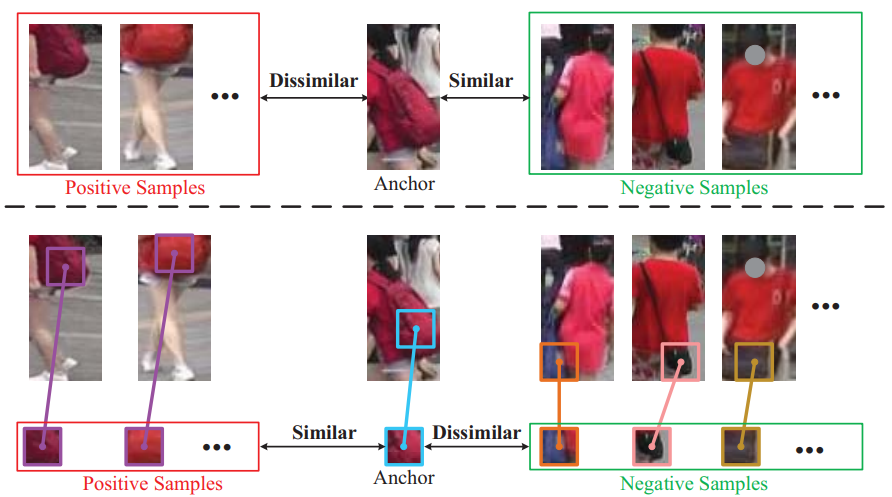 Dissimilar
Similar
Positive Samples
Anchor
Negative Samples
Similar
Dissimilar
Positive Samples
Anchor
Negative Samples